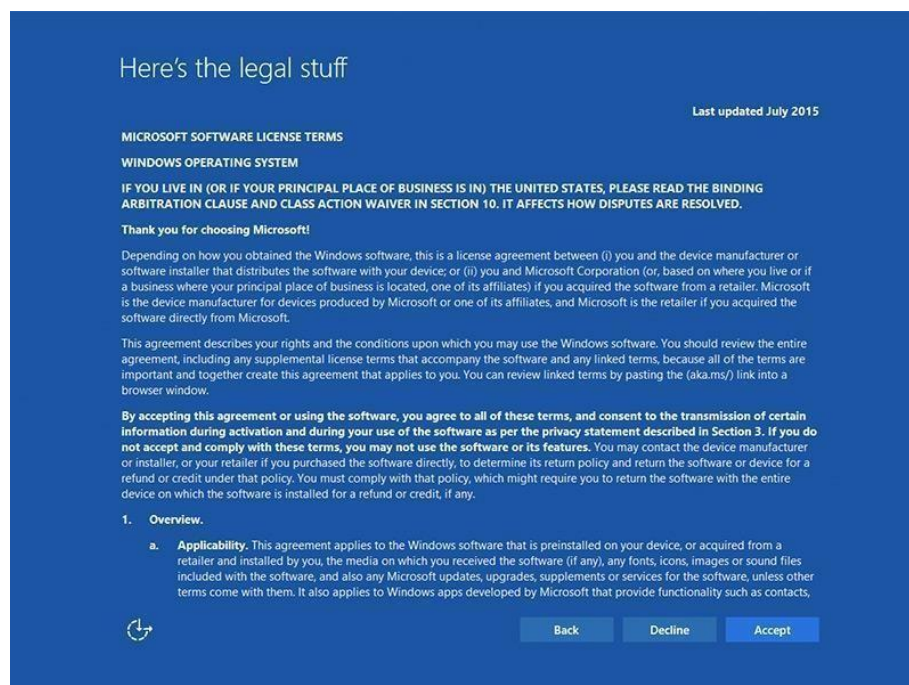 Here's the legal stuff
Last updated July 2015
MICROSOFT SOFTWARE LICENSE TERMS
WINDOWS OPERATING SYSTEM
IF YOU LIVE IN (OR IF YOUR PRINCIPAL PLACE OF BUSINESS IS IN) THE UNITED STATES, PLEASE READ THE BINDING
ARBITRATION CLAUSE AND CLASS ACTION WAIVER IN SECTION 10. IT AFFECTS HOW DISPUTES ARE RESOLVED.
Thank you for choosing Microsoft!
Depending on how you obtained the Windows software, this is a license agreement between (i) you and the device manufacturer or
software installer that distributes the software with your device; or (ii) you and Microsoft Corporation (or, based on where you live or if
a business where your principal place of business is located, one of its affiliates) if you acquired the software from a retailer. Microsoft
is the device manufacturer for devices produced by Microsoft or one of its affiliates, and Microsoft is the retailer if you acquired the
software directly from Microsoft.
This agreement describes your rights and the conditions upon which you may use the Windows software. You should review the entire
agreement, including any supplemental license terms that accompany the software and any linked terms, because all of the terms are
important and together create this agreement that applies to you. You can review linked terms by pasting the (aka.ms/) link into a
browser window.
By accepting this agreement or using the software, you agree to all of these terms, and consent to the transmission of certain
information during activation and during your use of the software as per the privacy statement described in Section 3. If you do
not accept and comply with these terms, you may not use the software or its features. You may contact the device manufacturer
or installer, or your retailer if you purchased the software directly, to determine its return policy and return the software or device for a
refund or credit under that policy. You must comply with that policy, which might require you to return the software with the entire
device on which the software is installed for a refund or credit, if any.
1. Overview.
a. Applicability. This agreement applies to the Windows software that is preinstalled on your device, or acquired from a
retailer and installed by you, the media on which you received the software (if any), any fonts, icons, images or sound files
included with the software, and also any Microsoft updates, upgrades, supplements or services for the software, unless other
terms come with them. It also applies to Windows apps developed by Microsoft that provide functionality such as contacts,
Back Decline Accept